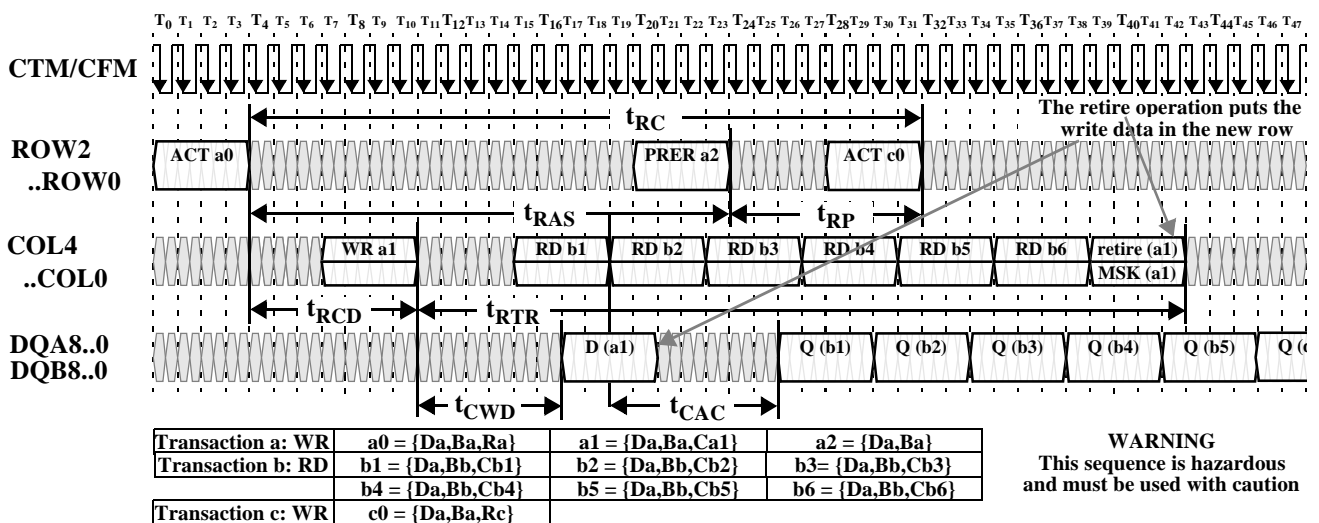 T0 T1 T2 T3 T4 T5 T6 T7 T8 T9 T10 T11 T12 T13 T14 T15 T16 T17 T18 T19 T20 T21 T22 T23 T24 T25 T26 T27 T28 T29 T30 T31 T32 T33 T34 T35 T36 T37 T38 T39 T40 T41 T42 T43 T44 T45 T46 T47
CTM/CFM
The retire operation puts the
write data in the new row
tRC
ROW2
..ROW0
ACT a0
PRER a2
ACT c0
tRAS
tRP
COL4
..COL0
WR a1
RD b1
RD b2
RD b3
RD b4
RD b5
RD b6
retire (a1)
MSK (a1)
tRCD
tRTR
DQA8..0
DQB8..0
D (a1)
Q (b1)
Q (b2)
Q (b3)
Q (b4)
Q (b5)
tCWD
tCAC
Transaction a: WR a0 = {Da,Ba,Ra} a1 = {Da,Ba,Ca1} a2 = {Da,Ba}
Transaction b: RD b1 = {Da,Bb,Cb1} b2 = {Da,Bb,Cb2} b3= {Da,Bb,Cb3}
b4 = {Da,Bb,Cb4} b5 = {Da,Bb,Cb5} b6 = {Da,Bb,Cb6}
Transaction c: WR c0 = {Da,Ba,Rc}
WARNING
This sequence is hazardous
and must be used with caution